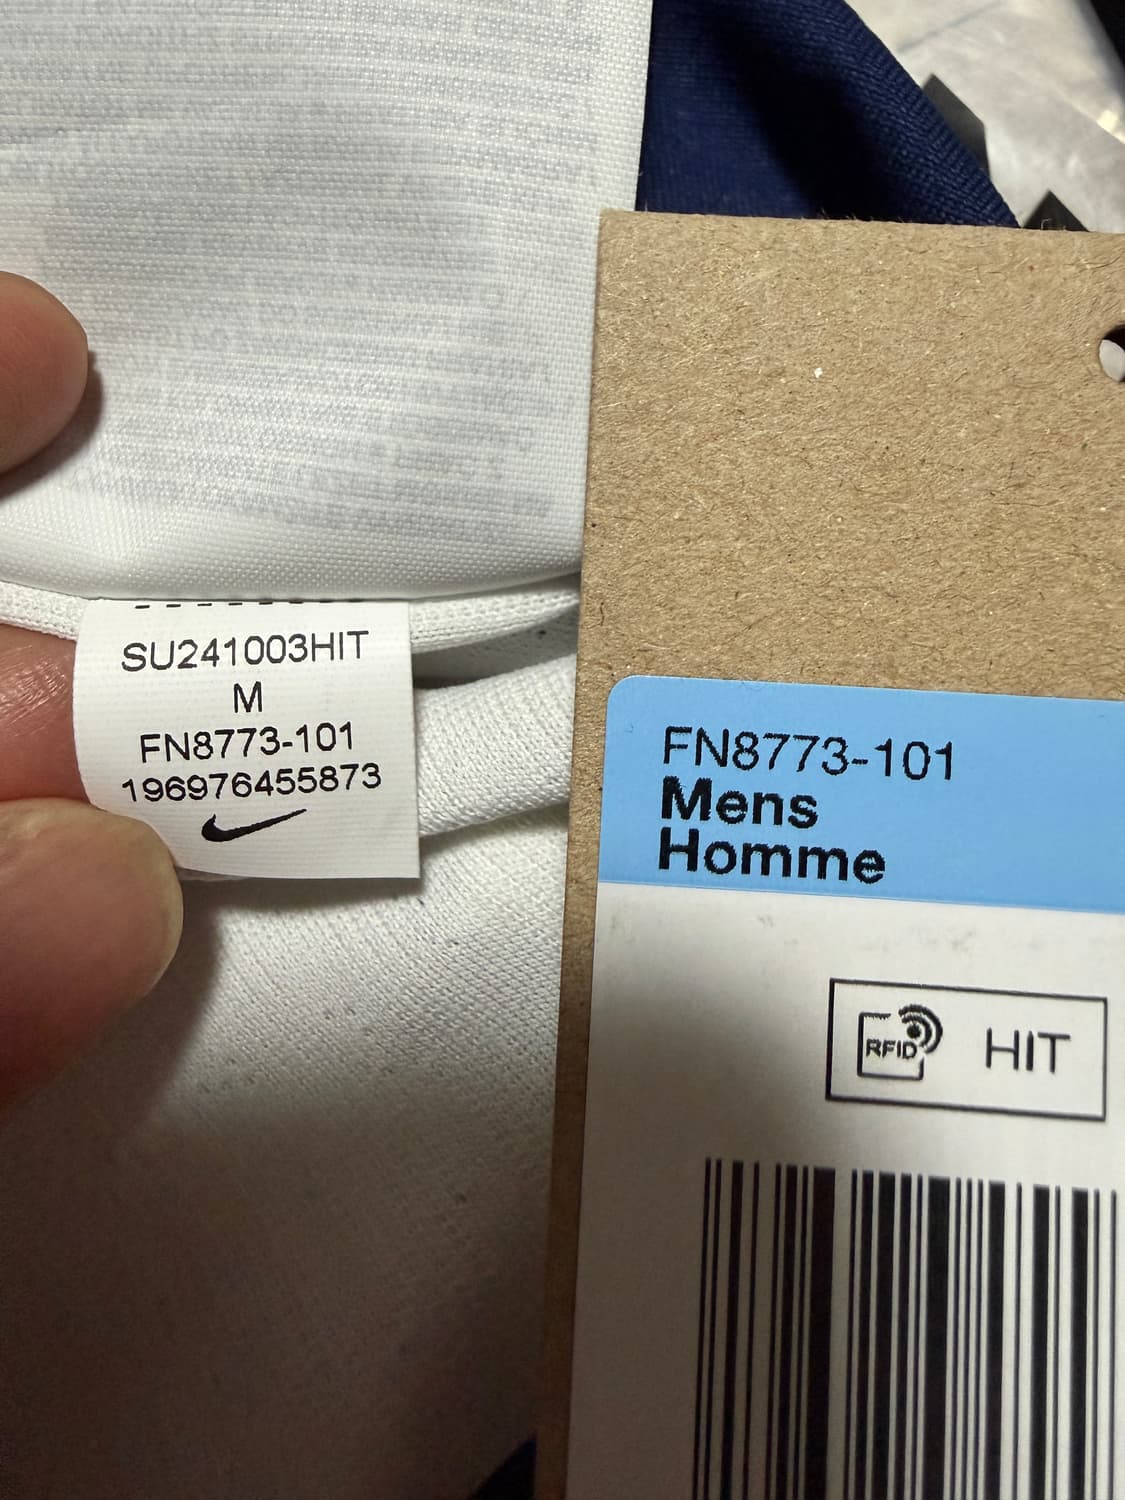 SU241003HIT
M
FN8773-101
196976455873
FN8773-101
Mens
Homme
RFID
HIT